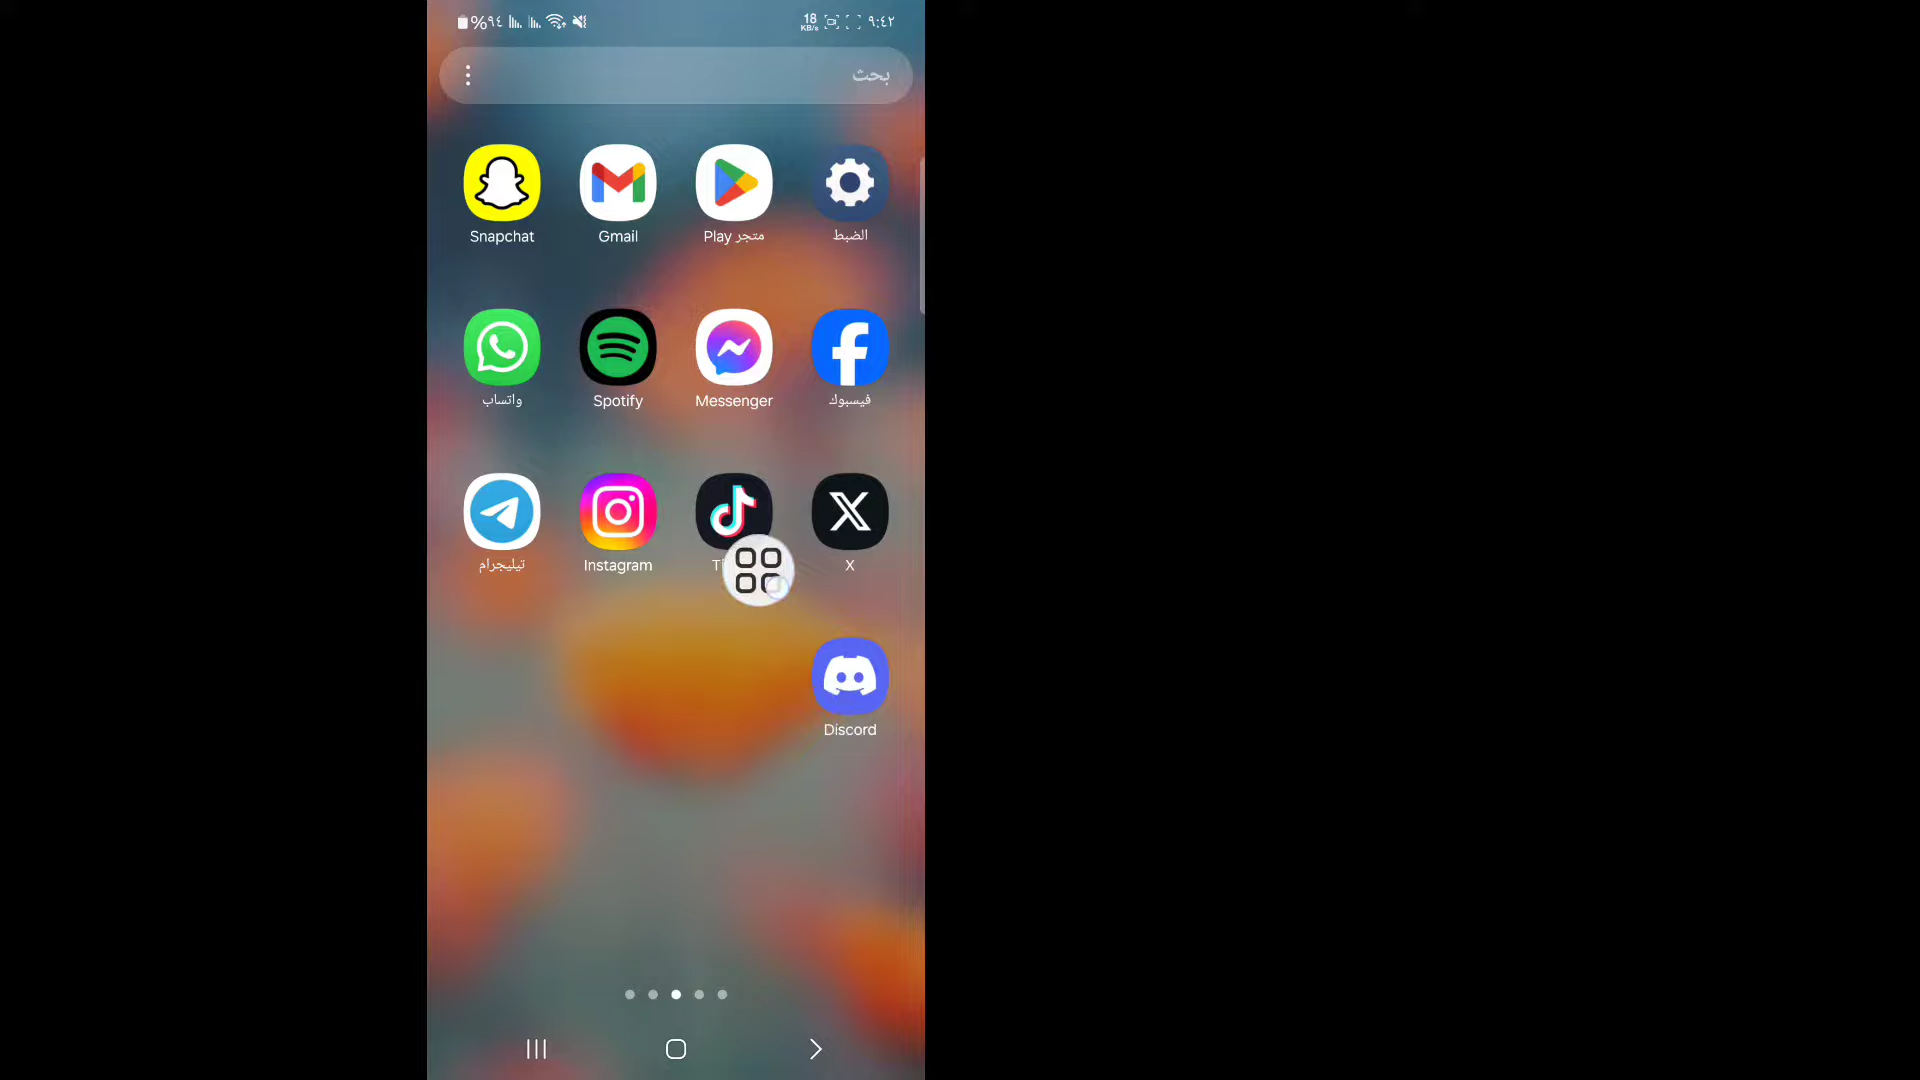 %٩٤
18
KB/s
٩:٤٢
بحث
Snapchat
Gmail
متجر Play
الضبط
واتساب
Spotify
Messenger
فيسبوك
تيليجرام
Instagram
X
Discord